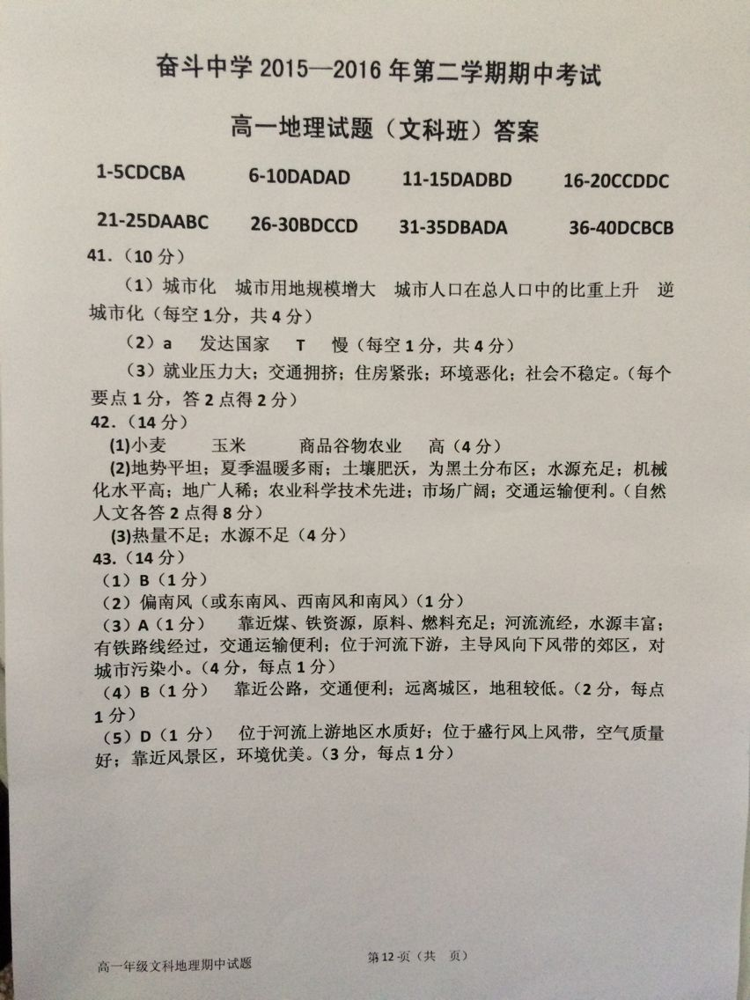 奋斗中学 2015—2016 年第二学期期中考试
高一地理试题（文科班）答案
1-5CDCBA 6-10DADAD 11-15DADBD 16-20CCDDC
21-25DAABC 26-30BDCCD 31-35DBADA 36-40DCBCB
41.（10 分）
（1）城市化 城市用地规模增大 城市人口在总人口中的比重上升 逆
城市化（每空 1分，共 4 分）
（2）a 发达国家 T 慢（每空 1 分，共 4 分）
（3）就业压力大；交通拥挤；住房紧张；环境恶化；社会不稳定。（每个
要点 1 分，答 2 点得 2 分）
42.（14 分）
(1)小麦 玉米 商品谷物农业 高（4 分）
(2)地势平坦；夏季温暖多雨；土壤肥沃，为黑土分布区；水源充足；机械
化水平高；地广人稀；农业科学技术先进；市场广阔；交通运输便利。（自然
人文各答 2 点得 8 分）
(3)热量不足；水源不足（4 分）
43.（14 分）
（1）B（1 分）
（2）偏南风（或东南风、西南风和南风）（1 分）
（3）A（1 分） 靠近煤、铁资源，原料、燃料充足；河流流经，水源丰富；
有铁路线经过，交通运输便利；位于河流下游，主导风向下风带的郊区，对
城市污染小。（4 分，每点 1 分）
（4）B（1 分） 靠近公路，交通便利；远离城区，地租较低。（2 分，每点
1 分）
（5）D（1 分） 位于河流上游地区水质好；位于盛行风上风带，空气质量
好；靠近风景区，环境优美。（3 分，每点 1 分）
高一年级文科地理期中试题 第 12 页（共 页）